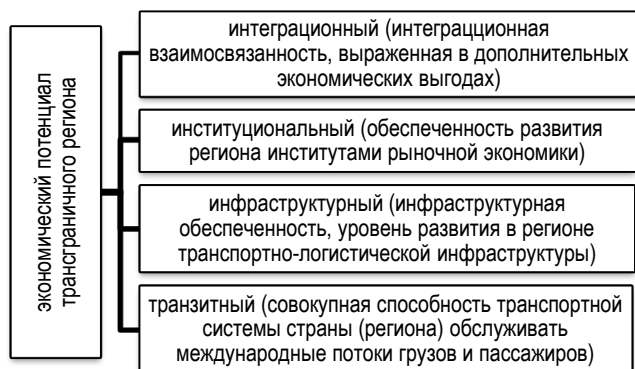 экономический потенциал
трансграничного региона
интеграционный (интеграцционная
взаимосвязанность, выраженная в дополнительных
экономических выгодах)
институциональный (обеспеченность развития
региона институтами рыночной экономики)
инфраструктурный (инфраструктурная
обеспеченность, уровень развития в регионе
транспортно-логистической инфраструктуры)
транзитный (совокупная способность транспортной
системы страны (региона) обслуживать
международные потоки грузов и пассажиров)